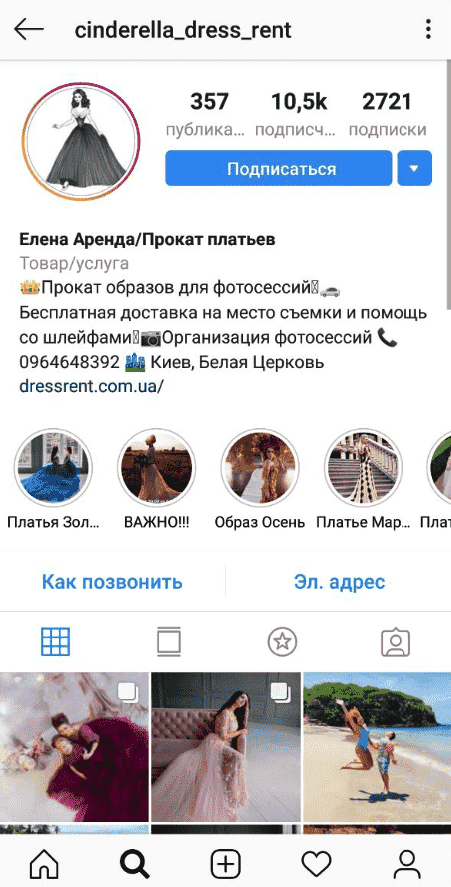 cinderella_dress_rent
357 10,5k 2721
публика... подписч... подписки
Подписаться
Елена Аренда/Прокат платьев
Товар/услуга
👑Прокат образов для фотосессий🚗
Бесплатная доставка на место съемки и помощь
со шлейфами📷Организация фотосессий 📞
0964648392 🏰 Киев, Белая Церковь
dressrent.com.ua/
Платья Зол... ВАЖНО!!! Образ Осень Платье Мар... Плат
Как позвонить Эл. адрес